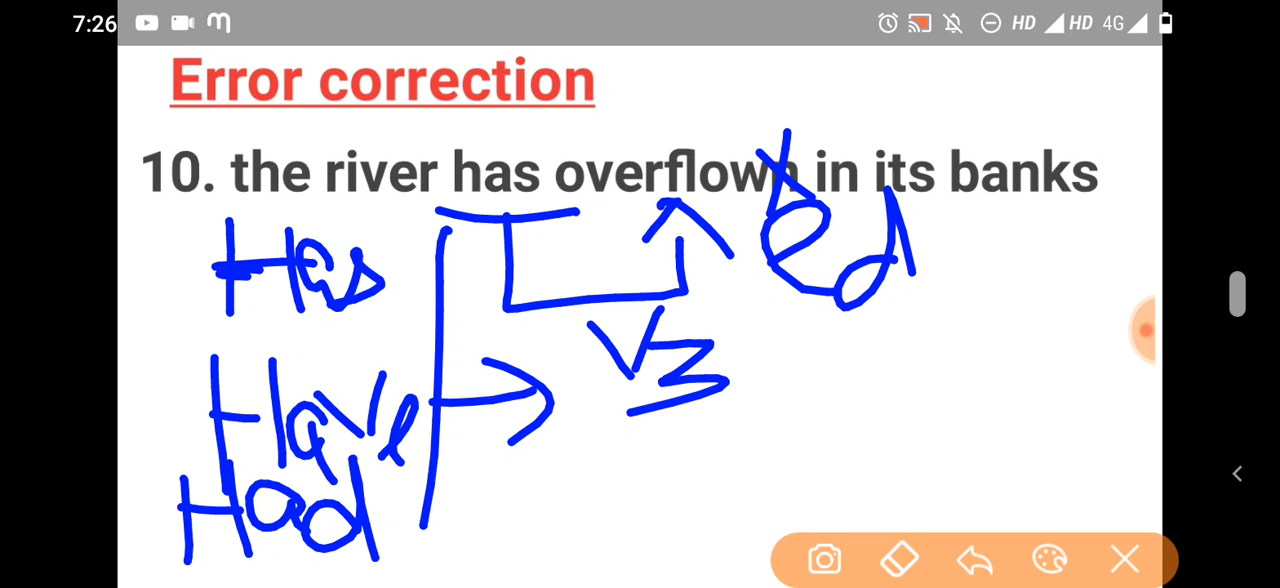 7:26 HD HD 4G
Error correction
10. the river has overflown in its banks
ed
Has
V3
Have
Had